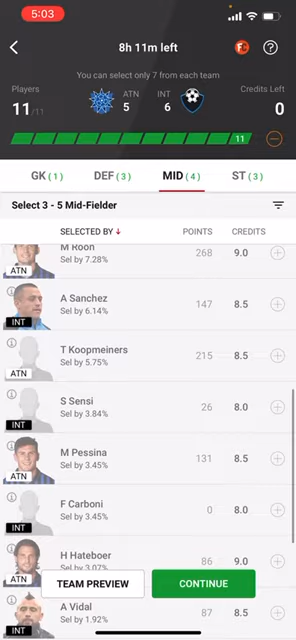 5:03
8h 11m left
You can select only 7 from each team
Players
11/11
ATN
5
INT
6
Credits Left
0
11
GK ( 1 )
DEF ( 3 )
MID ( 4 )
ST ( 3 )
Select 3 - 5 Mid-Fielder
SELECTED BY POINTS CREDITS
M Roon 268 9.0
Sel by 7.28%
ATN
A Sanchez 147 8.5
Sel by 6.14%
INT
T Koopmeiners 215 8.5
Sel by 5.75%
ATN
S Sensi 26 8.0
Sel by 3.84%
INT
M Pessina 131 8.5
Sel by 3.45%
ATN
F Carboni 0 8.0
Sel by 3.45%
INT
H Hateboer 86 9.0
Sel by 3.07%
ATN
TEAM PREVIEW CONTINUE
A Vidal 87 8.5
Sel by 1.92%
INT